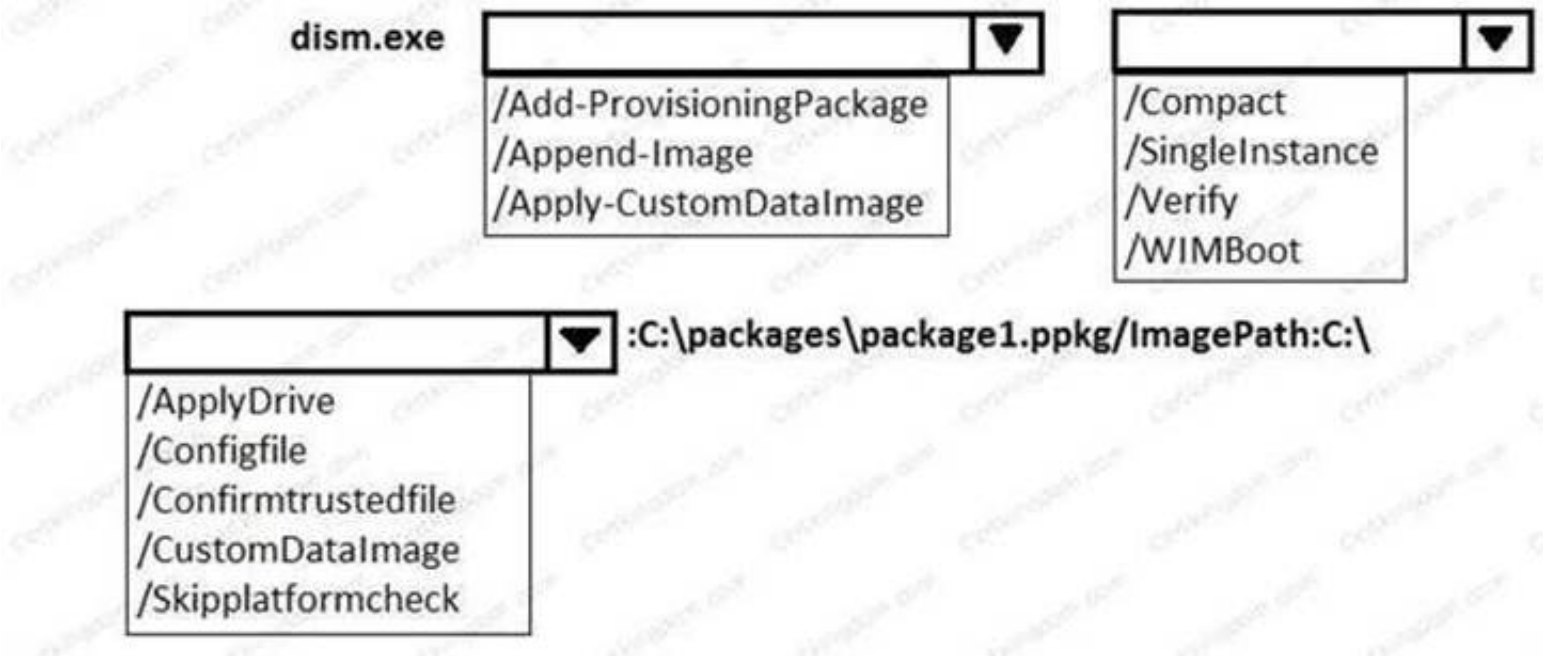 dism.exe
/Add-ProvisioningPackage
/Append-Image
/Apply-CustomDataImage
/Compact
/SingleInstance
/Verify
/WIMBoot
:C:\packages\package1.ppkg/ImagePath:C:\
/ApplyDrive
/Configfile
/Confirmtrustedfile
/CustomDataImage
/Skipplatformcheck